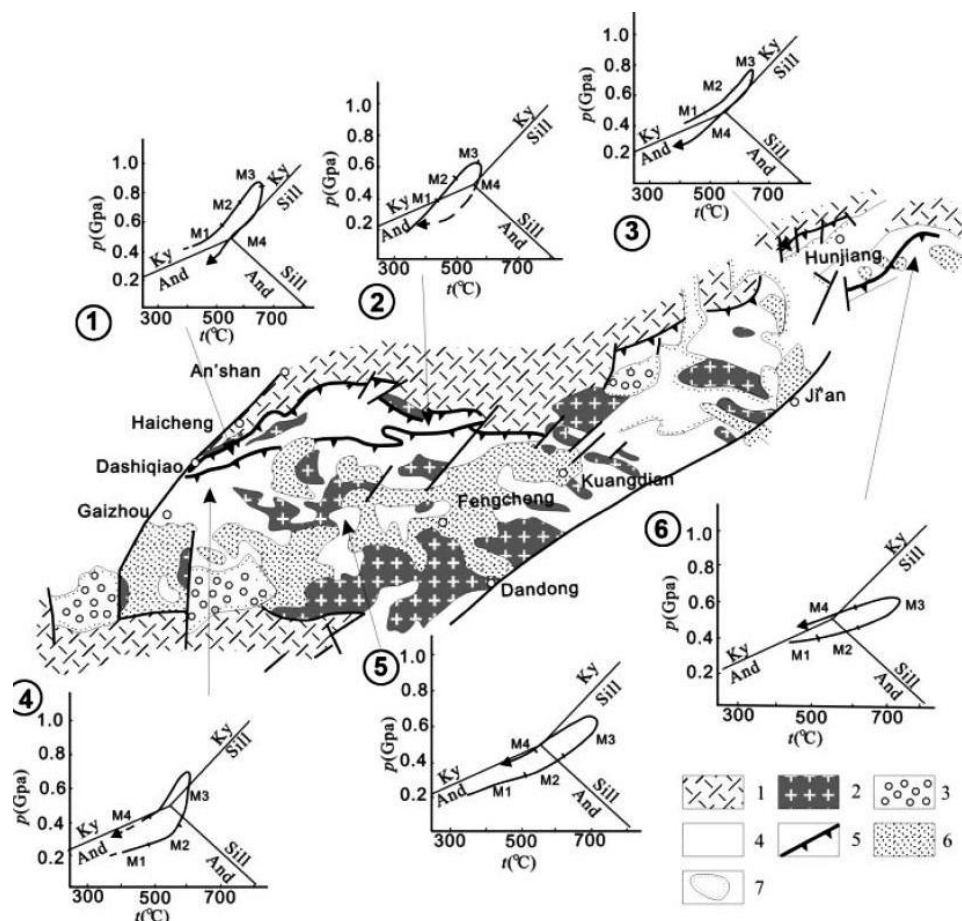 1.0
0.8
0.6
0.4
0.2
p(Gpa)
Ky
Sill
M3
M2
M1
Ky
And
M4
Sill
And
300 500 700
t(℃)
3
1.0
0.8
0.6
0.4
0.2
p(Gpa)
Ky
Sill
M3
M2
M4
M1
Ky
And
Sill
And
300 500 700
t(℃)
2
1.0
0.8
0.6
0.4
0.2
p(Gpa)
Ky
Sill
M3
M2
M1
M4
Ky
And
Sill
And
300 500 700
t(℃)
1
Hunjiang
An'shan
Haicheng
Dashiqiao
Gaizhou
Fengcheng
Kuangdian
Ji'an
Dandong
6
1.0
0.8
0.6
0.4
0.2
p(Gpa)
Ky
Sill
M4
M3
M1
M2
Ky
And
Sill
And
300 500 700
t(℃)
5
1.0
0.8
0.6
0.4
0.2
p(Gpa)
Ky
Sill
M4
M3
M2
M1
Ky
And
Sill
And
300 500 700
t(℃)
4
1.0
0.8
0.6
0.4
0.2
p(Gpa)
Ky
Sill
M4
M3
M2
M1
Ky
And
Sill
And
300 500 700
t(℃)
1 2 3
4 5 6
7